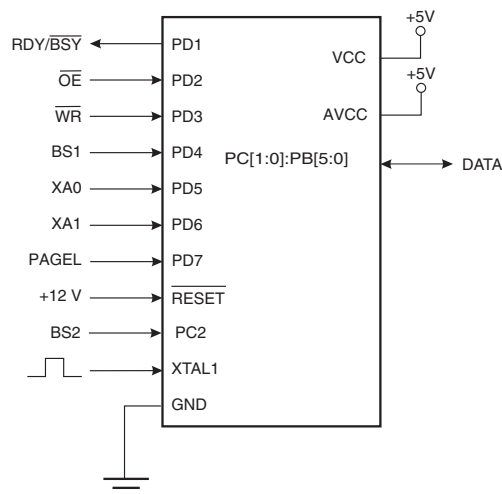 +5V
RDY/BSY PD1
VCC
+5V
OE PD2
WR PD3 AVCC
BS1 PD4 PC[1:0]:PB[5:0] DATA
XA0 PD5
XA1 PD6
PAGEL PD7
+12 V RESET
BS2 PC2
XTAL1
GND